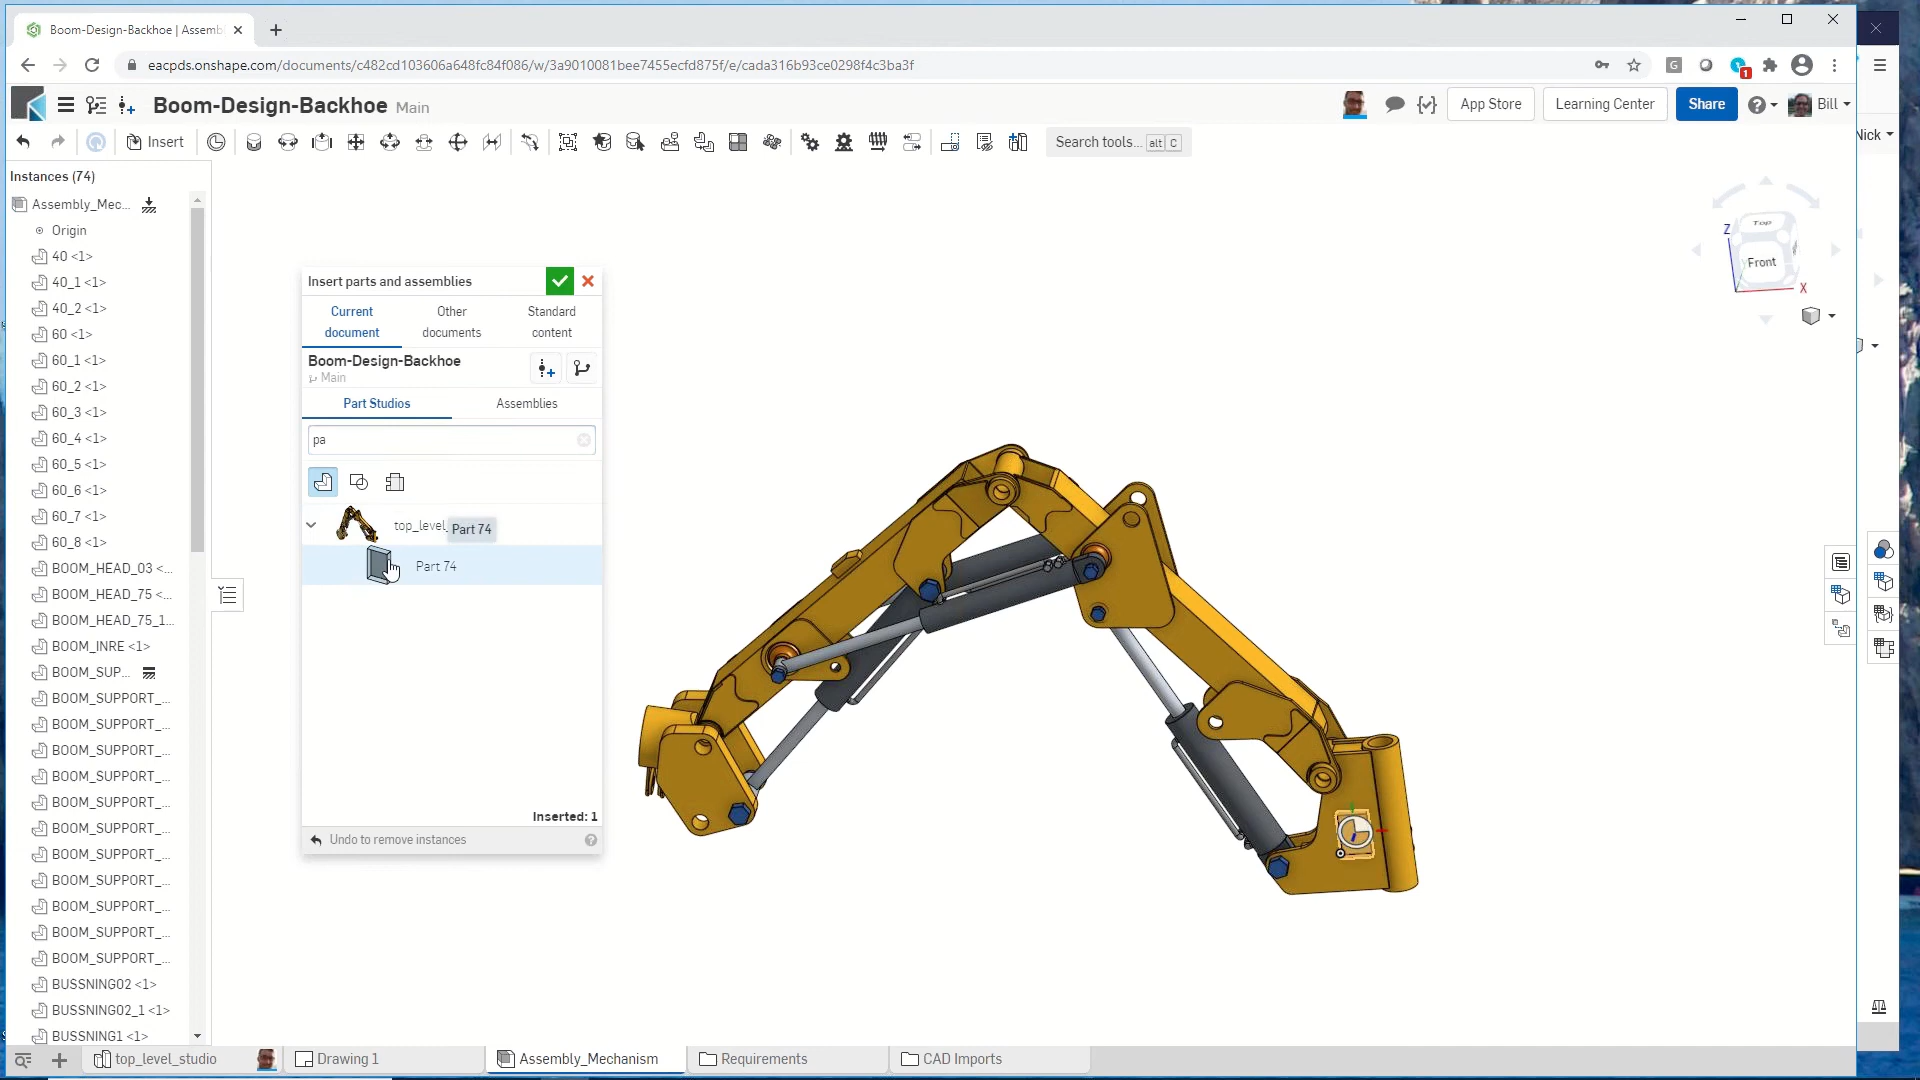 Boom-Design-Backhoe | Assemb
eacpds.onshape.com/documents/c482cd103606a648fc84f086/w/3a9010081bee7455ecfd875f/e/cada316b93ce0298f4c3ba3f
G
1
Boom-Design-Backhoe Main
App Store
Learning Center
Share
Bill
Nick
Insert
Search tools... alt C
Instances (74)
Assembly_Mec...
Origin
40 <1>
40_1 <1>
40_2 <1>
60 <1>
60_1 <1>
60_2 <1>
60_3 <1>
60_4 <1>
60_5 <1>
60_6 <1>
60_7 <1>
60_8 <1>
BOOM_HEAD_03 <...
BOOM_HEAD_75 <...
BOOM_HEAD_75_1...
BOOM_INRE <1>
BOOM_SUP...
BOOM_SUPPORT_...
BOOM_SUPPORT_...
BOOM_SUPPORT_...
BOOM_SUPPORT_...
BOOM_SUPPORT_...
BOOM_SUPPORT_...
BOOM_SUPPORT_...
BOOM_SUPPORT_...
BOOM_SUPPORT_...
BOOM_SUPPORT_...
BOOM_SUPPORT_...
BUSSNING02 <1>
BUSSNING02_1 <1>
BUSSNING1 <1>
Insert parts and assemblies
Current document
Other documents
Standard content
Boom-Design-Backhoe
Main
Part Studios
Assemblies
pa
top_level_
Part 74
Part 74
Inserted: 1
Undo to remove instances
Top
Z
Front
X
top_level_studio
Drawing 1
Assembly_Mechanism
Requirements
CAD Imports